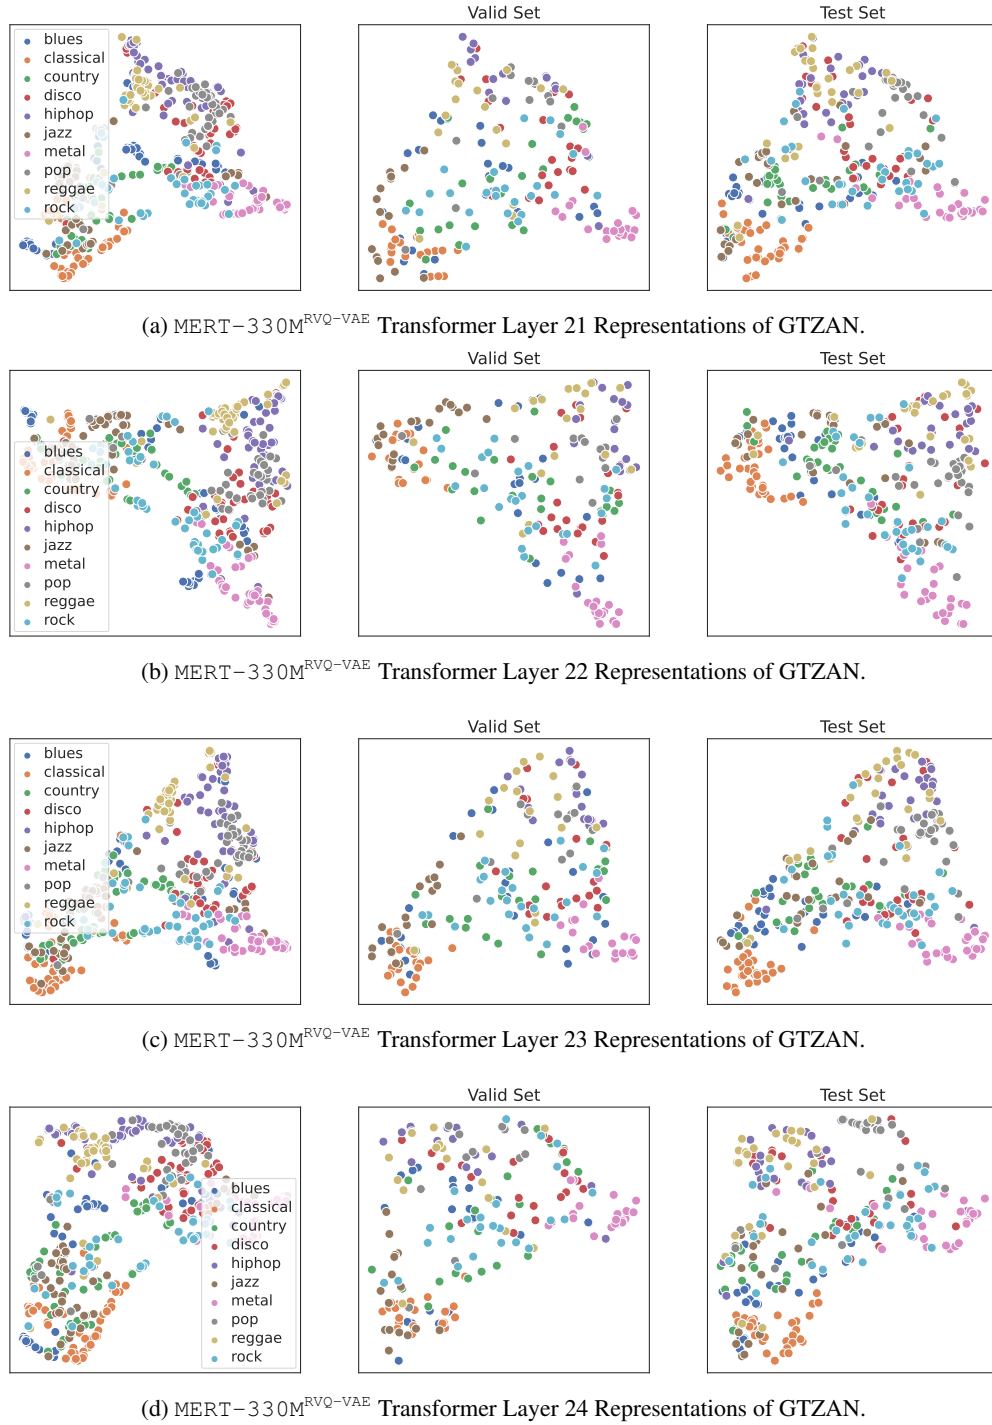 Valid Set
Test Set
blues
classical
country
disco
hiphop
jazz
metal
pop
reggae
rock
(a) MERT-330M^RVQ-VAE Transformer Layer 21 Representations of GTZAN.
Valid Set
Test Set
blues
classical
country
disco
hiphop
jazz
metal
pop
reggae
rock
(b) MERT-330M^RVQ-VAE Transformer Layer 22 Representations of GTZAN.
Valid Set
Test Set
blues
classical
country
disco
hiphop
jazz
metal
pop
reggae
rock
(c) MERT-330M^RVQ-VAE Transformer Layer 23 Representations of GTZAN.
Valid Set
Test Set
blues
classical
country
disco
hiphop
jazz
metal
pop
reggae
rock
(d) MERT-330M^RVQ-VAE Transformer Layer 24 Representations of GTZAN.